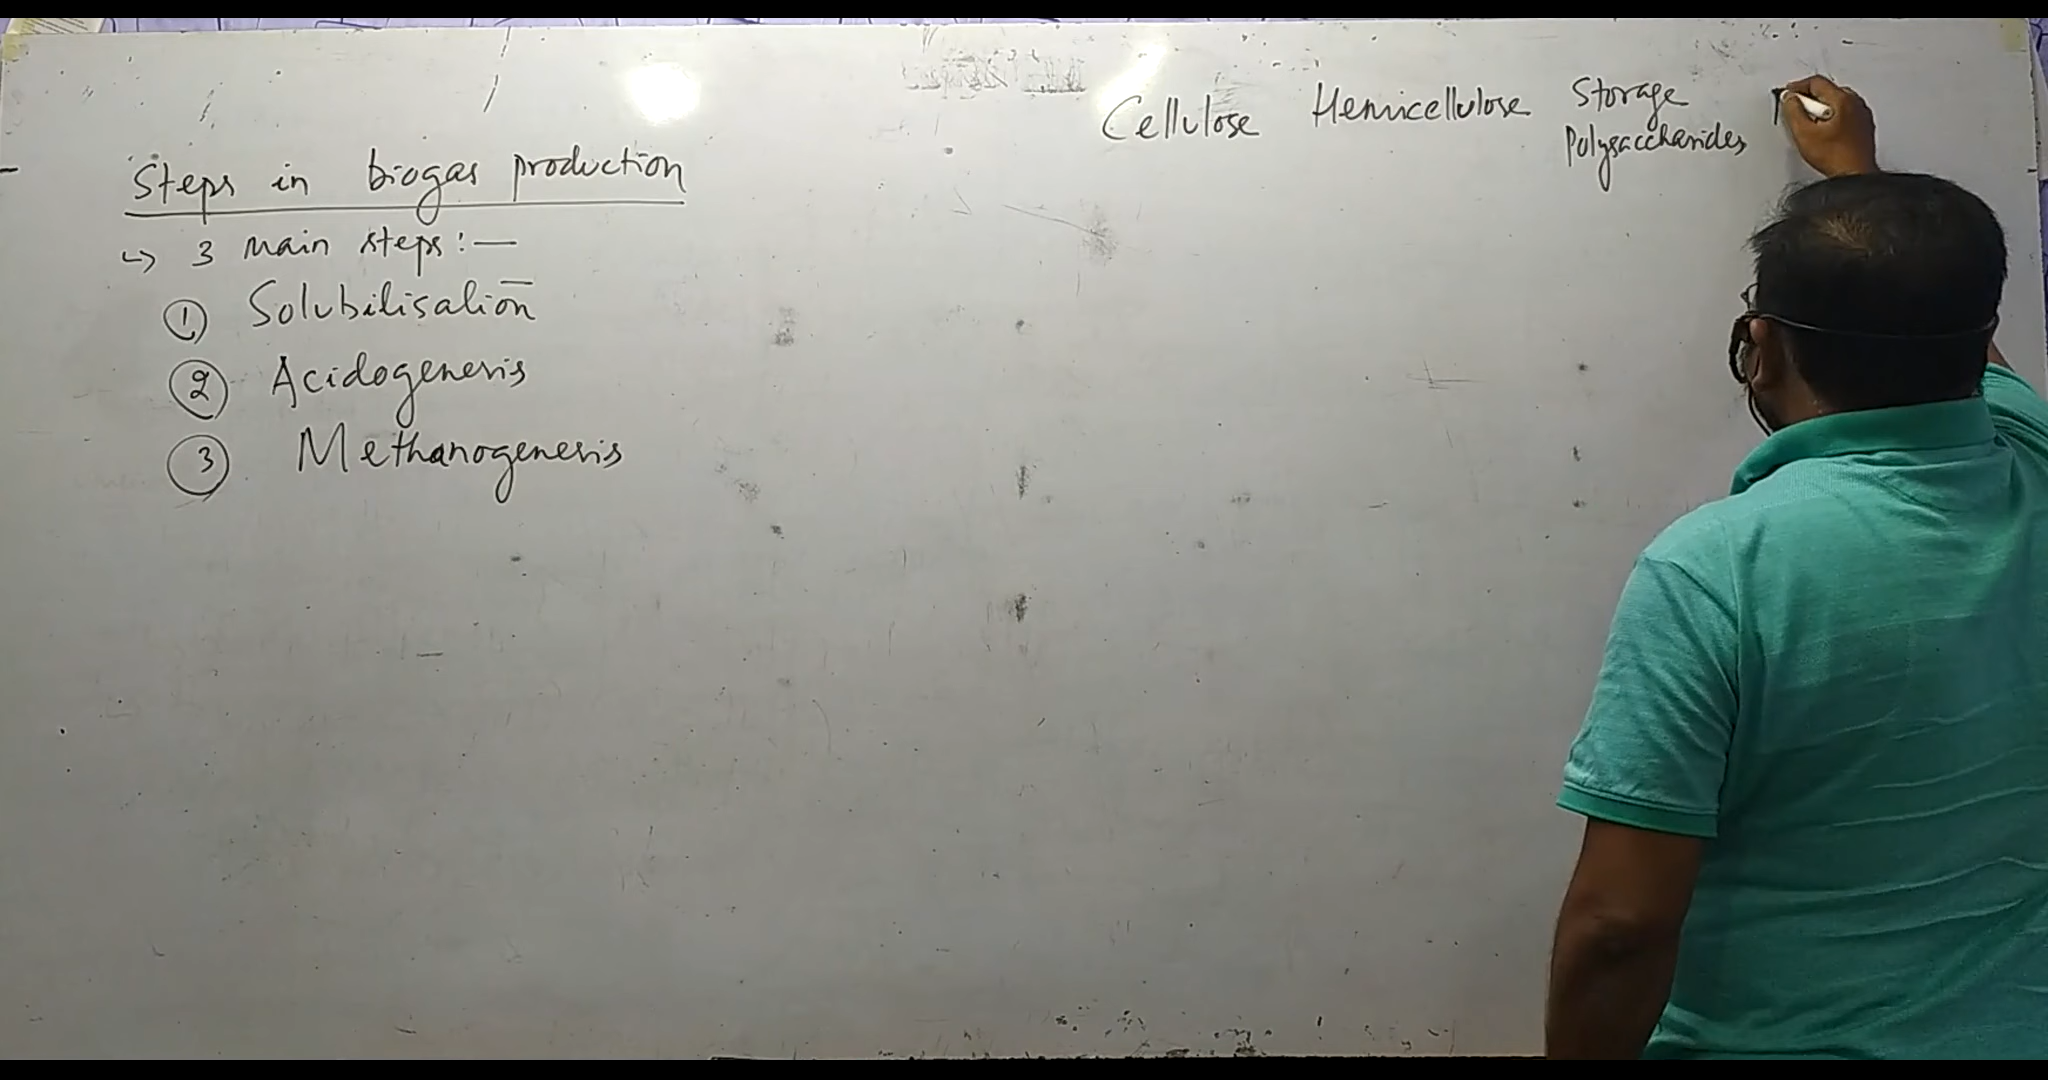 Steps in biogas production
↳ 3 main steps:—
① Solubilisation
② Acidogenesis
③ Methanogenesis
Cellulose Hemicellulose Storage
Polysaccharides